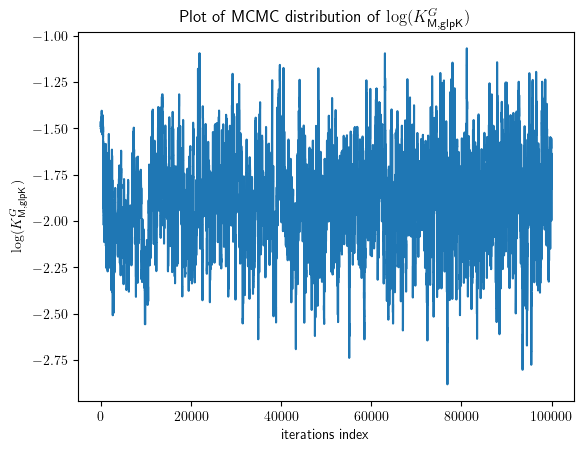 Plot of MCMC distribution of log(K^G_{M,glpK})
−1.00
−1.25
−1.50
−1.75
−2.00
−2.25
−2.50
−2.75
log(K^G_{M,glpK})
0 20000 40000 60000 80000 100000
iterations index